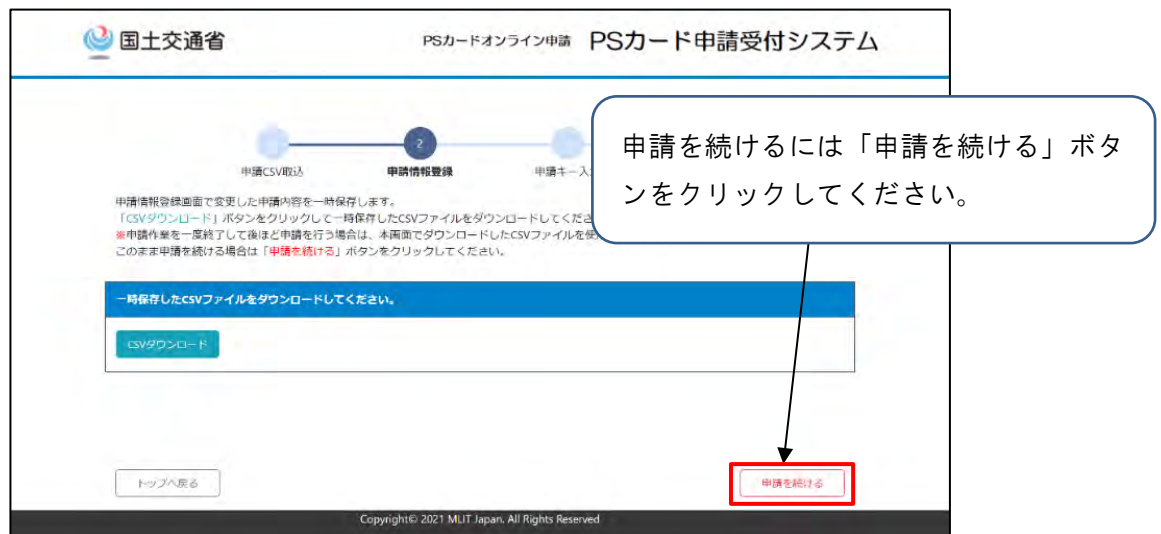 国土交通省
PSカードオンライン申請 PSカード申請受付システム
申請を続けるには「申請を続ける」ボタ
ンをクリックしてください。
2
申請CSV取込
申請情報登録
申請キー入
申請情報登録画面で変更した申請内容を一時保存します。
「CSVダウンロード」ボタンをクリックして一時保存したCSVファイルをダウンロードしてくださ
※申請作業を一度終了して後ほど申請を行う場合は、本画面でダウンロードしたCSVファイルを使
このまま申請を続ける場合は「申請を続ける」ボタンをクリックしてください。
一時保存したCSVファイルをダウンロードしてください。
CSVダウンロード
トップへ戻る
申請を続ける
Copyright© 2021 MLIT Japan. All Rights Reserved